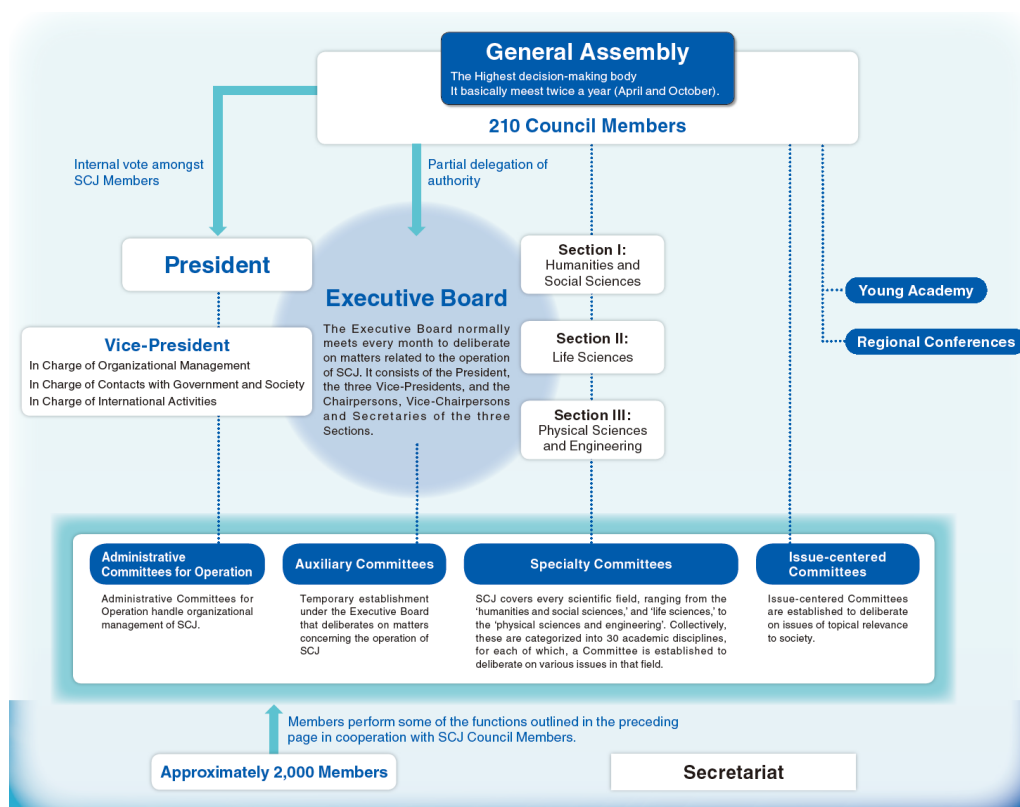 General Assembly
The Highest decision-making body
It basically meest twice a year (April and October).
210 Council Members
Internal vote amongst
SCJ Members
Partial delegation of
authority
President
Vice-President
In Charge of Organizational Management
In Charge of Contacts with Government and Society
In Charge of International Activities
Executive Board
The Executive Board normally
meets every month to deliberate
on matters related to the operation
of SCJ. It consists of the President,
the three Vice-Presidents, and the
Chairpersons, Vice-Chairpersons
and Secretaries of the three
Sections.
Section I:
Humanities and
Social Sciences
Section II:
Life Sciences
Section III:
Physical Sciences
and Engineering
Young Academy
Regional Conferences
Administrative
Committees for Operation
Administrative Committees for
Operation handle organizational
management of SCJ.
Auxiliary Committees
Temporary establishment
under the Executive Board
that deliberates on matters
concerning the operation of
SCJ
Specialty Committees
SCJ covers every scientific field, ranging from the
‘humanities and social sciences,’ and ‘life sciences,’ to
the ‘physical sciences and engineering’. Collectively,
these are categorized into 30 academic disciplines,
for each of which, a Committee is established to
deliberate on various issues in that field.
Issue-centered
Committees
Issue-centered Committees
are established to deliberate
on issues of topical relevance
to society.
Members perform some of the functions outlined in the preceding
page in cooperation with SCJ Council Members.
Approximately 2,000 Members
Secretariat